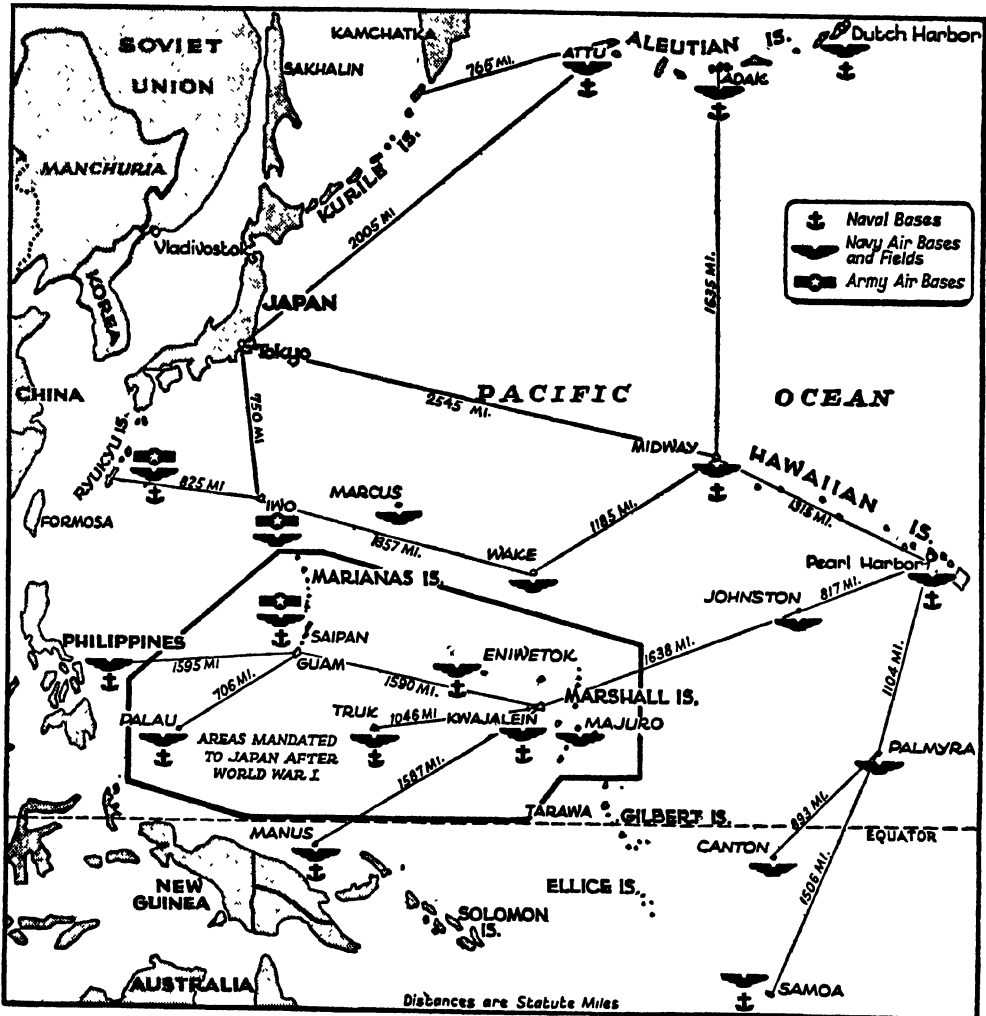 SOVIET
UNION
KAMCHATKA
SAKHALIN
765 MI.
ATTU
ALEUTIAN IS.
ADAK
Dutch Harbor
MANCHURIA
KURILE IS.
2005 MI
Vladivostok
KOREA
JAPAN
Tokyo
Naval Bases
Navy Air Bases
and Fields
Army Air Bases
1635 MI.
CHINA
PACIFIC OCEAN
2545 MI.
750 MI
MIDWAY
HAWAIIAN IS.
RYUKYU IS.
825 MI
IWO
MARCUS
1185 MI.
1315 MI.
FORMOSA
1357 MI.
WAKE
Pearl Harbor
MARIANAS IS.
JOHNSTON
817 MI.
PHILIPPINES
SAIPAN
1595 MI
GUAM
ENIWETOK
1638 MI.
1104 MI.
706 MI.
1590 MI.
MARSHALL IS.
PALAU
TRUK
1046 MI
KWAJALEIN
MAJURO
AREAS MANDATED
TO JAPAN AFTER
WORLD WAR I
1587 MI.
PALMYRA
TARAWA
GILBERT IS.
893 MI.
MANUS
CANTON
EQUATOR
NEW
GUINEA
ELLICE IS.
1506 MI.
SOLOMON
IS.
AUSTRALIA
SAMOA
Distances are Statute Miles